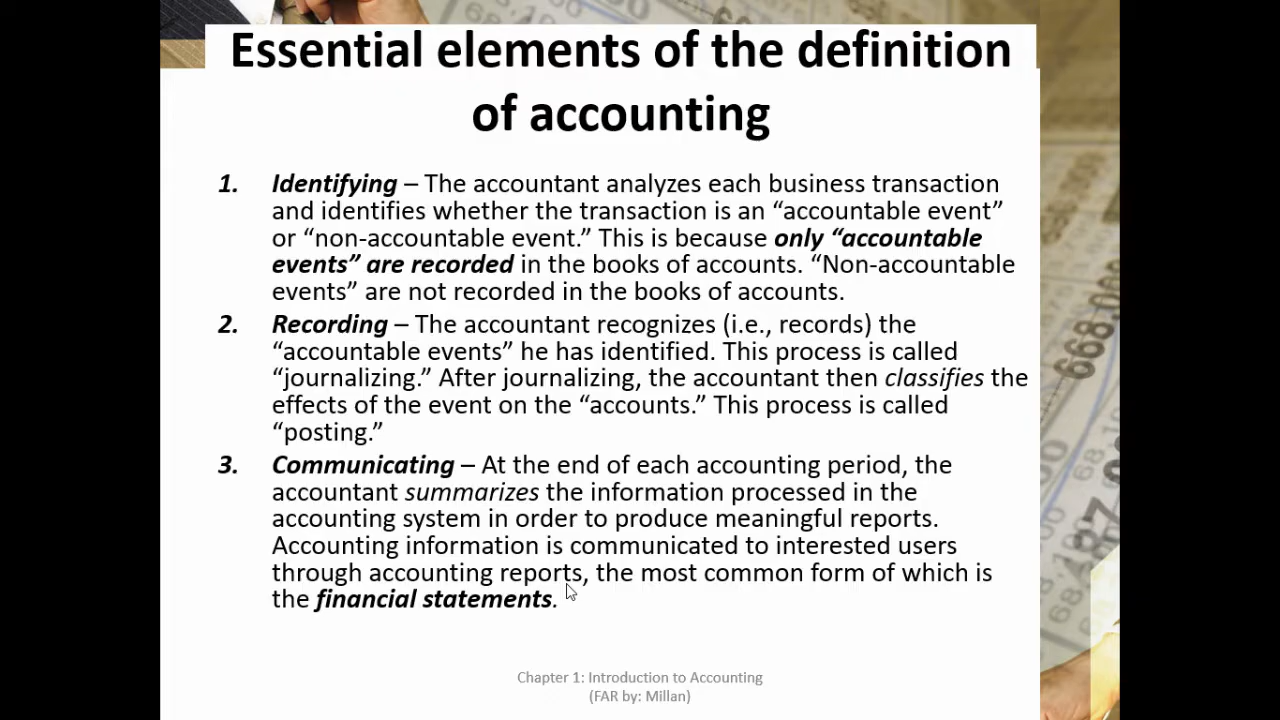 Essential elements of the definition
of accounting
1. Identifying – The accountant analyzes each business transaction
and identifies whether the transaction is an “accountable event”
or “non-accountable event.” This is because only “accountable
events” are recorded in the books of accounts. “Non-accountable
events” are not recorded in the books of accounts.
2. Recording – The accountant recognizes (i.e., records) the
“accountable events” he has identified. This process is called
“journalizing.” After journalizing, the accountant then classifies the
effects of the event on the “accounts.” This process is called
“posting.”
3. Communicating – At the end of each accounting period, the
accountant summarizes the information processed in the
accounting system in order to produce meaningful reports.
Accounting information is communicated to interested users
through accounting reports, the most common form of which is
the financial statements.
Chapter 1: Introduction to Accounting
(FAR by: Millan)
668.00